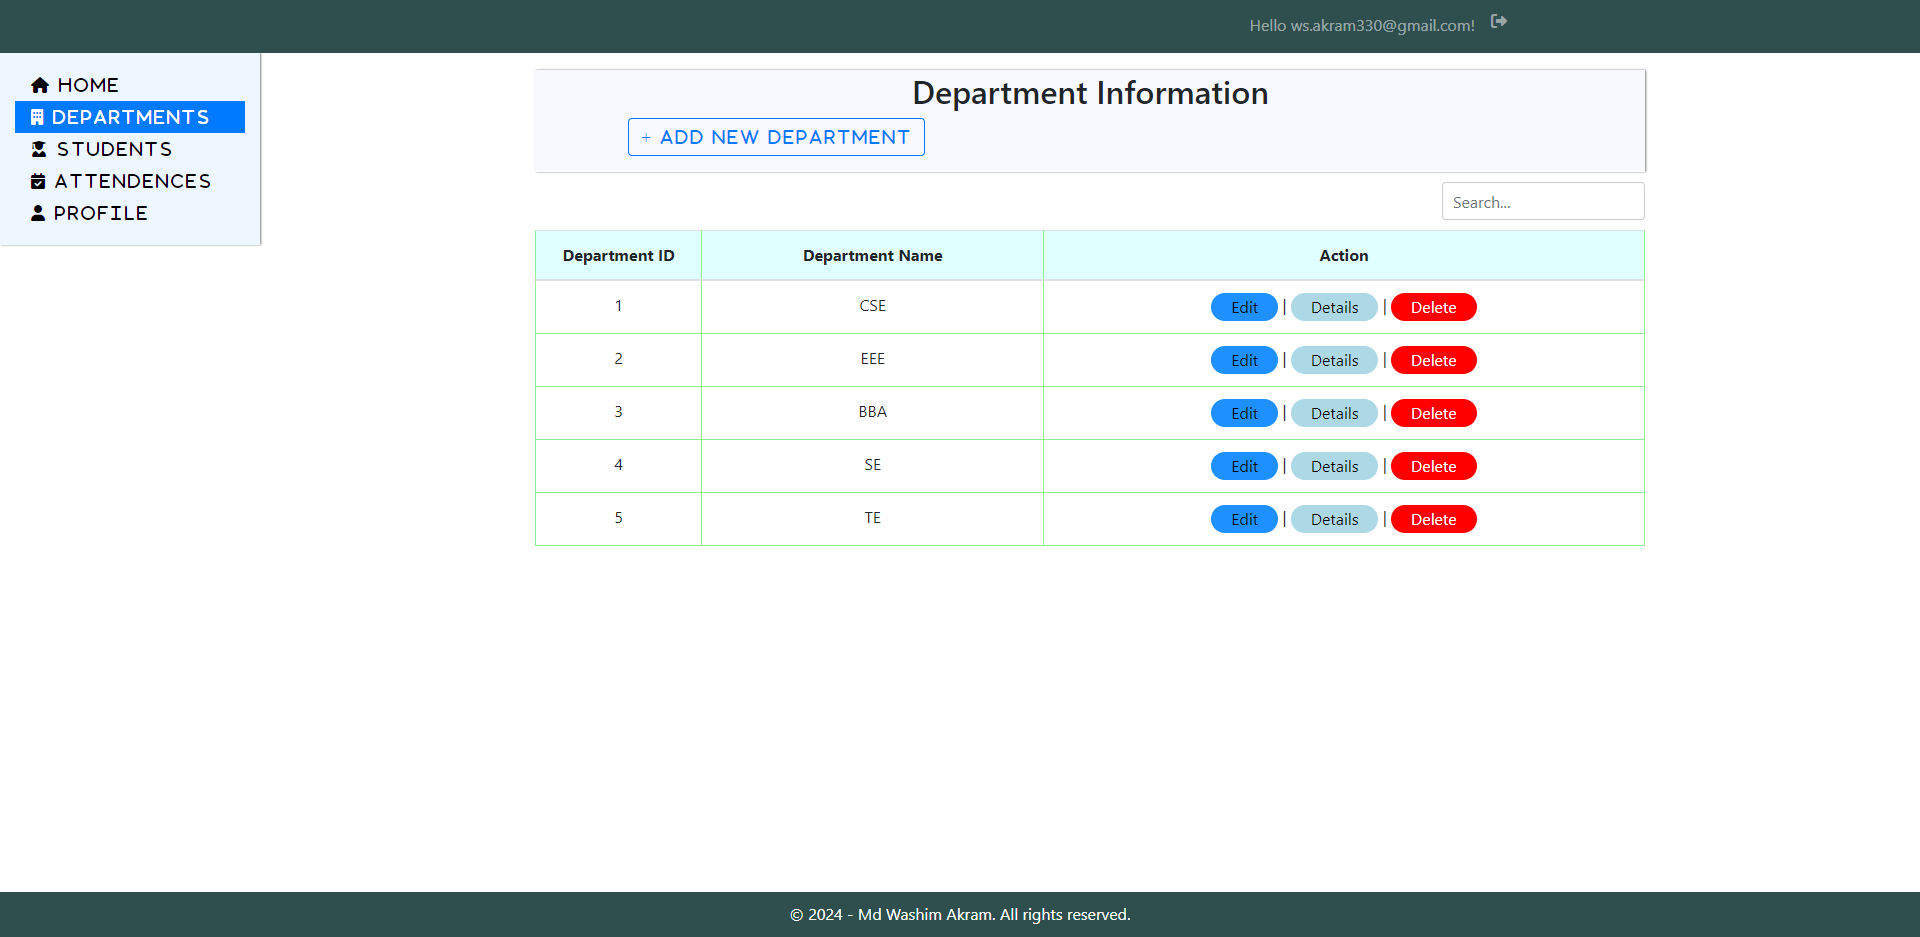 Hello ws.akram330@gmail.com!
HOME
DEPARTMENTS
STUDENTS
ATTENDENCES
PROFILE
Department Information
+ ADD NEW DEPARTMENT
Search...
Department ID Department Name Action
1 CSE Edit | Details | Delete
2 EEE Edit | Details | Delete
3 BBA Edit | Details | Delete
4 SE Edit | Details | Delete
5 TE Edit | Details | Delete
© 2024 - Md Washim Akram. All rights reserved.